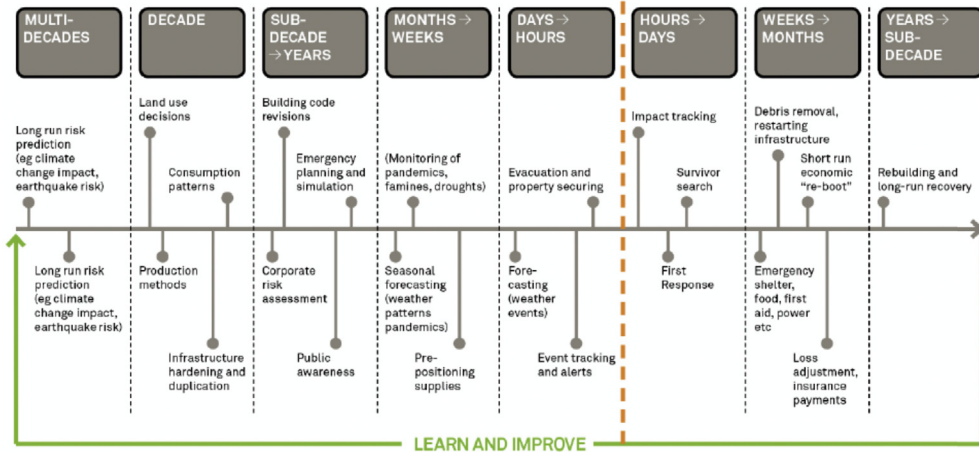 MULTI-
DECADES
DECADE
SUB-
DECADE
→YEARS
MONTHS→
WEEKS
DAYS→
HOURS
HOURS→
DAYS
WEEKS→
MONTHS
YEARS→
SUB-
DECADE
Long run risk
prediction
(eg climate
change impact,
earthquake risk)
Land use
decisions
Consumption
patterns
Building code
revisions
Emergency
planning and
simulation
(Monitoring of
pandemics,
famines, droughts)
Evacuation and
property securing
Impact tracking
Survivor
search
Debris removal,
restarting
infrastructure
Short run
economic
“re-boot”
Rebuilding and
long-run recovery
Long run risk
prediction
(eg climate
change impact,
earthquake risk)
Production
methods
Infrastructure
hardening and
duplication
Corporate
risk
assessment
Public
awareness
Seasonal
forecasting
(weather
patterns
pandemics)
Pre-
positioning
supplies
Fore-
casting
(weather
events)
Event tracking
and alerts
First
Response
Emergency
shelter,
food, first
aid, power
etc
Loss
adjustment,
insurance
payments
LEARN AND IMPROVE